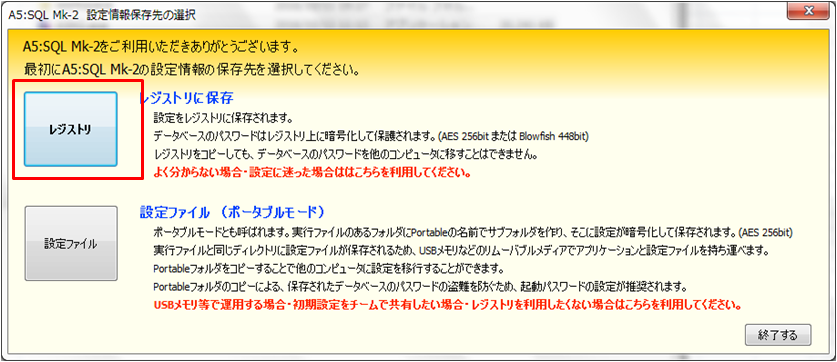 A5:SQL Mk-2 設定情報保存先の選択
A5:SQL Mk-2をご利用いただきありがとうございます。
最初にA5:SQL Mk-2の設定情報の保存先を選択してください。
レジストリ
レジストリに保存
設定をレジストリに保存されます。
データベースのパスワードはレジストリ上に暗号化して保護されます。(AES 256bit または Blowfish 448bit)
レジストリをコピーしても、データベースのパスワードを他のコンピュータに移すことはできません。
よく分からない場合・設定に迷った場合ははこちらを利用してください。
設定ファイル
設定ファイル （ポータブルモード）
ポータブルモードとも呼ばれます。実行ファイルのあるフォルダにPortableの名前でサブフォルダを作り、そこに設定が暗号化して保存されます。(AES 256bit)
実行ファイルと同じディレクトリに設定ファイルが保存されるため、USBメモリなどのリムーバブルメディアでアプリケーションと設定ファイルを持ち運べます。
Portableフォルダをコピーすることで他のコンピュータに設定を移行することができます。
Portableフォルダのコピーによる、保存されたデータベースのパスワードの盗難を防ぐため、起動パスワードの設定が推奨されます。
USBメモリ等で運用する場合・初期設定をチームで共有したい場合・レジストリを利用したくない場合はこちらを利用してください。
終了する